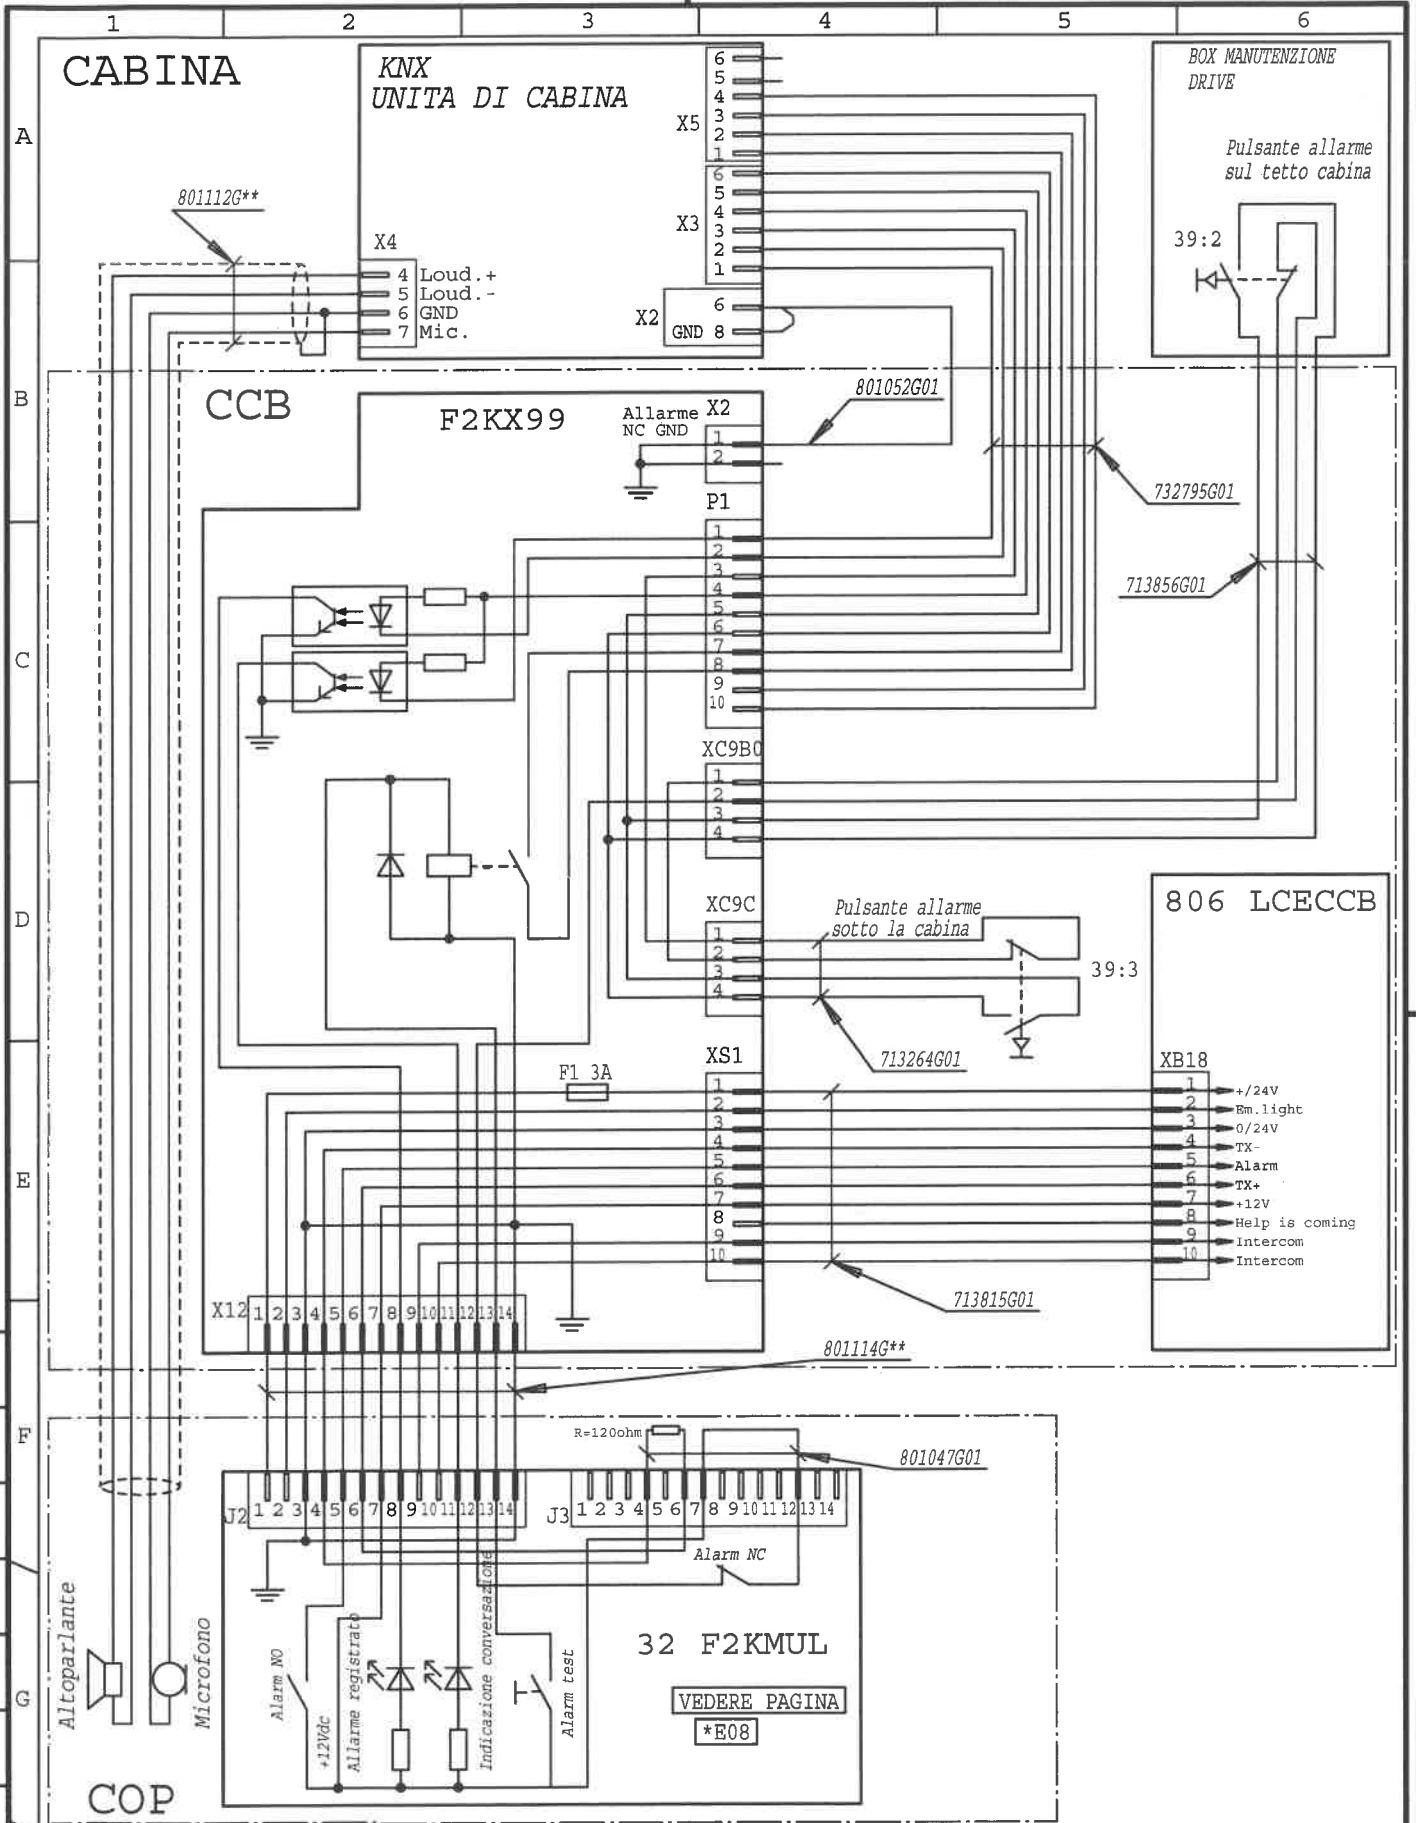 1 2 3 4 5 6
A
B
C
D
E
F
G
CABINA
KNX
UNITA DI CABINA
X5
6
5
4
3
2
1
X3
6
5
4
3
2
1
X2
6
GND 8
X4
4 Loud.+
5 Loud.-
6 GND
7 Mic.
801112G**
BOX MANUTENZIONE
DRIVE
Pulsante allarme
sul tetto cabina
39:2
CCB
F2KX99
Allarme
NC GND
X2
1
2
801052G01
732795G01
713856G01
P1
1
2
3
4
5
6
7
8
9
10
XC9B0
1
2
3
4
XC9C
1
2
3
4
Pulsante allarme
sotto la cabina
39:3
713264G01
806 LCECCB
F1 3A
XS1
1
2
3
4
5
6
7
8
9
10
XB18
1 +/24V
2 Em.light
3 0/24V
4 TX-
5 Alarm
6 TX+
7 +12V
8 Help is coming
9 Intercom
10 Intercom
713815G01
X12 1 2 3 4 5 6 7 8 9 10 11 12 13 14
801114G**
R=120ohm
801047G01
J2 1 2 3 4 5 6 7 8 9 10 11 12 13 14
J3 1 2 3 4 5 6 7 8 9 10 11 12 13 14
Alarm NC
Altoparlante
Microfono
Alarm NO
+12Vdc
Allarme registrato
Indicazione conversazione
Alarm test
32 F2KMUL
VEDERE PAGINA
*E08
COP